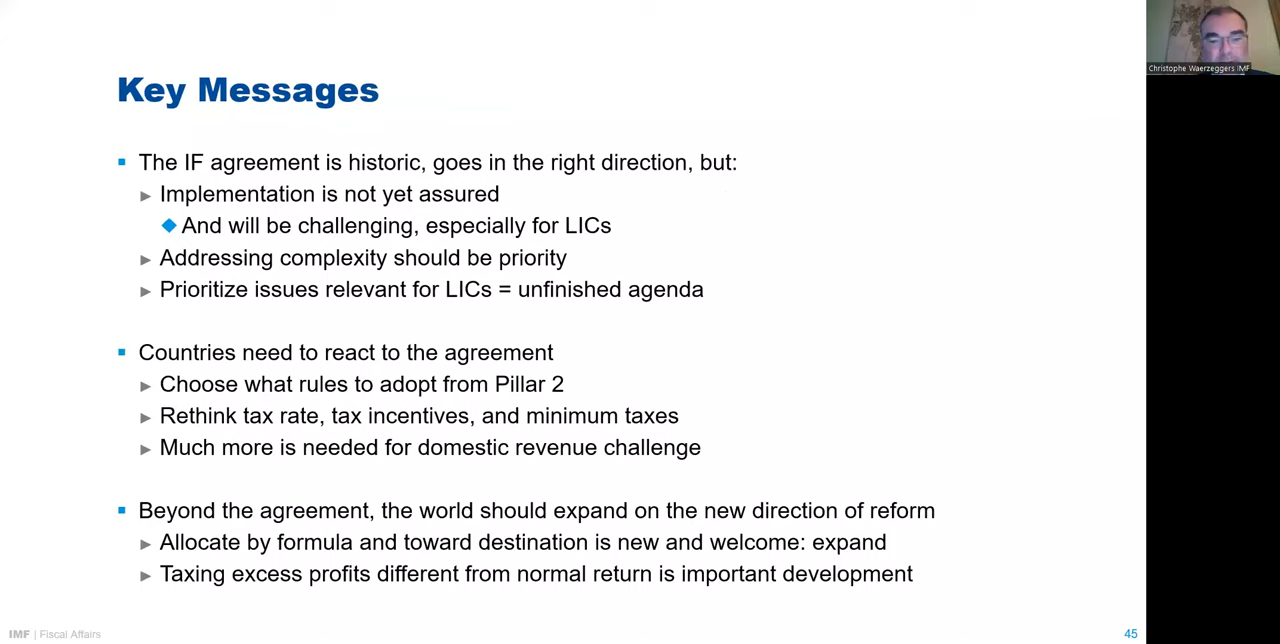 Christophe Waerzeggers IMF
Key Messages
The IF agreement is historic, goes in the right direction, but:
Implementation is not yet assured
And will be challenging, especially for LICs
Addressing complexity should be priority
Prioritize issues relevant for LICs = unfinished agenda
Countries need to react to the agreement
Choose what rules to adopt from Pillar 2
Rethink tax rate, tax incentives, and minimum taxes
Much more is needed for domestic revenue challenge
Beyond the agreement, the world should expand on the new direction of reform
Allocate by formula and toward destination is new and welcome: expand
Taxing excess profits different from normal return is important development
IMF | Fiscal Affairs
45